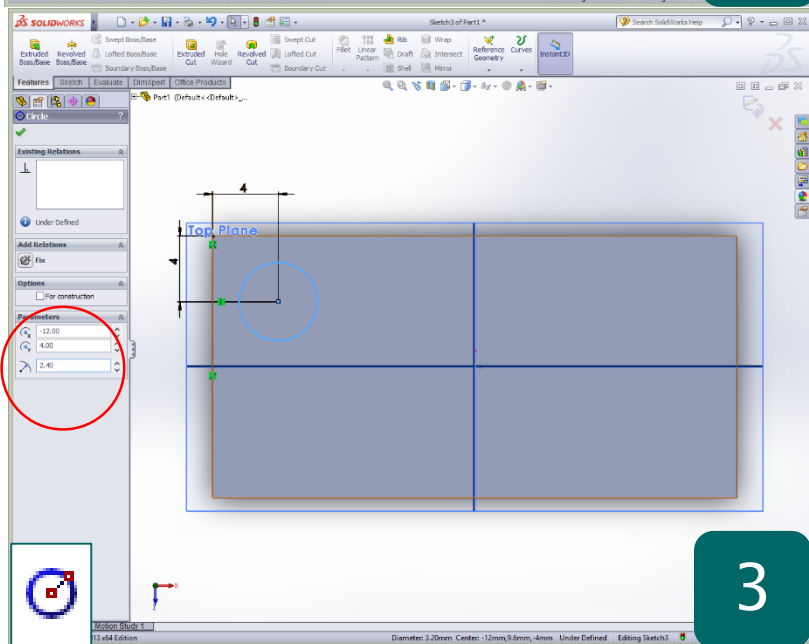 SOLIDWORKS
Sketch3 of Part1 *
Search SolidWorks Help
Extruded Boss/Base
Revolved Boss/Base
Swept Boss/Base
Lofted Boss/Base
Boundary Boss/Base
Extruded Cut
Hole Wizard
Revolved Cut
Swept Cut
Lofted Cut
Boundary Cut
Fillet
Linear Pattern
Rib
Draft
Shell
Wrap
Intersect
Mirror
Reference Geometry
Curves
Instant3D
Features
Sketch
Evaluate
DimXpert
Office Products
Part1 (Default<<Default>_...
Circle
?
Existing Relations
Under Defined
Add Relations
Fix
Options
For construction
Parameters
-12.00
4.00
2.40
4
4
Top Plane
X
Z
3
Motion Study 1
13 x64 Edition
Diameter: 3.20mm Center: -12mm,9.6mm,-4mm Under Defined Editing Sketch3